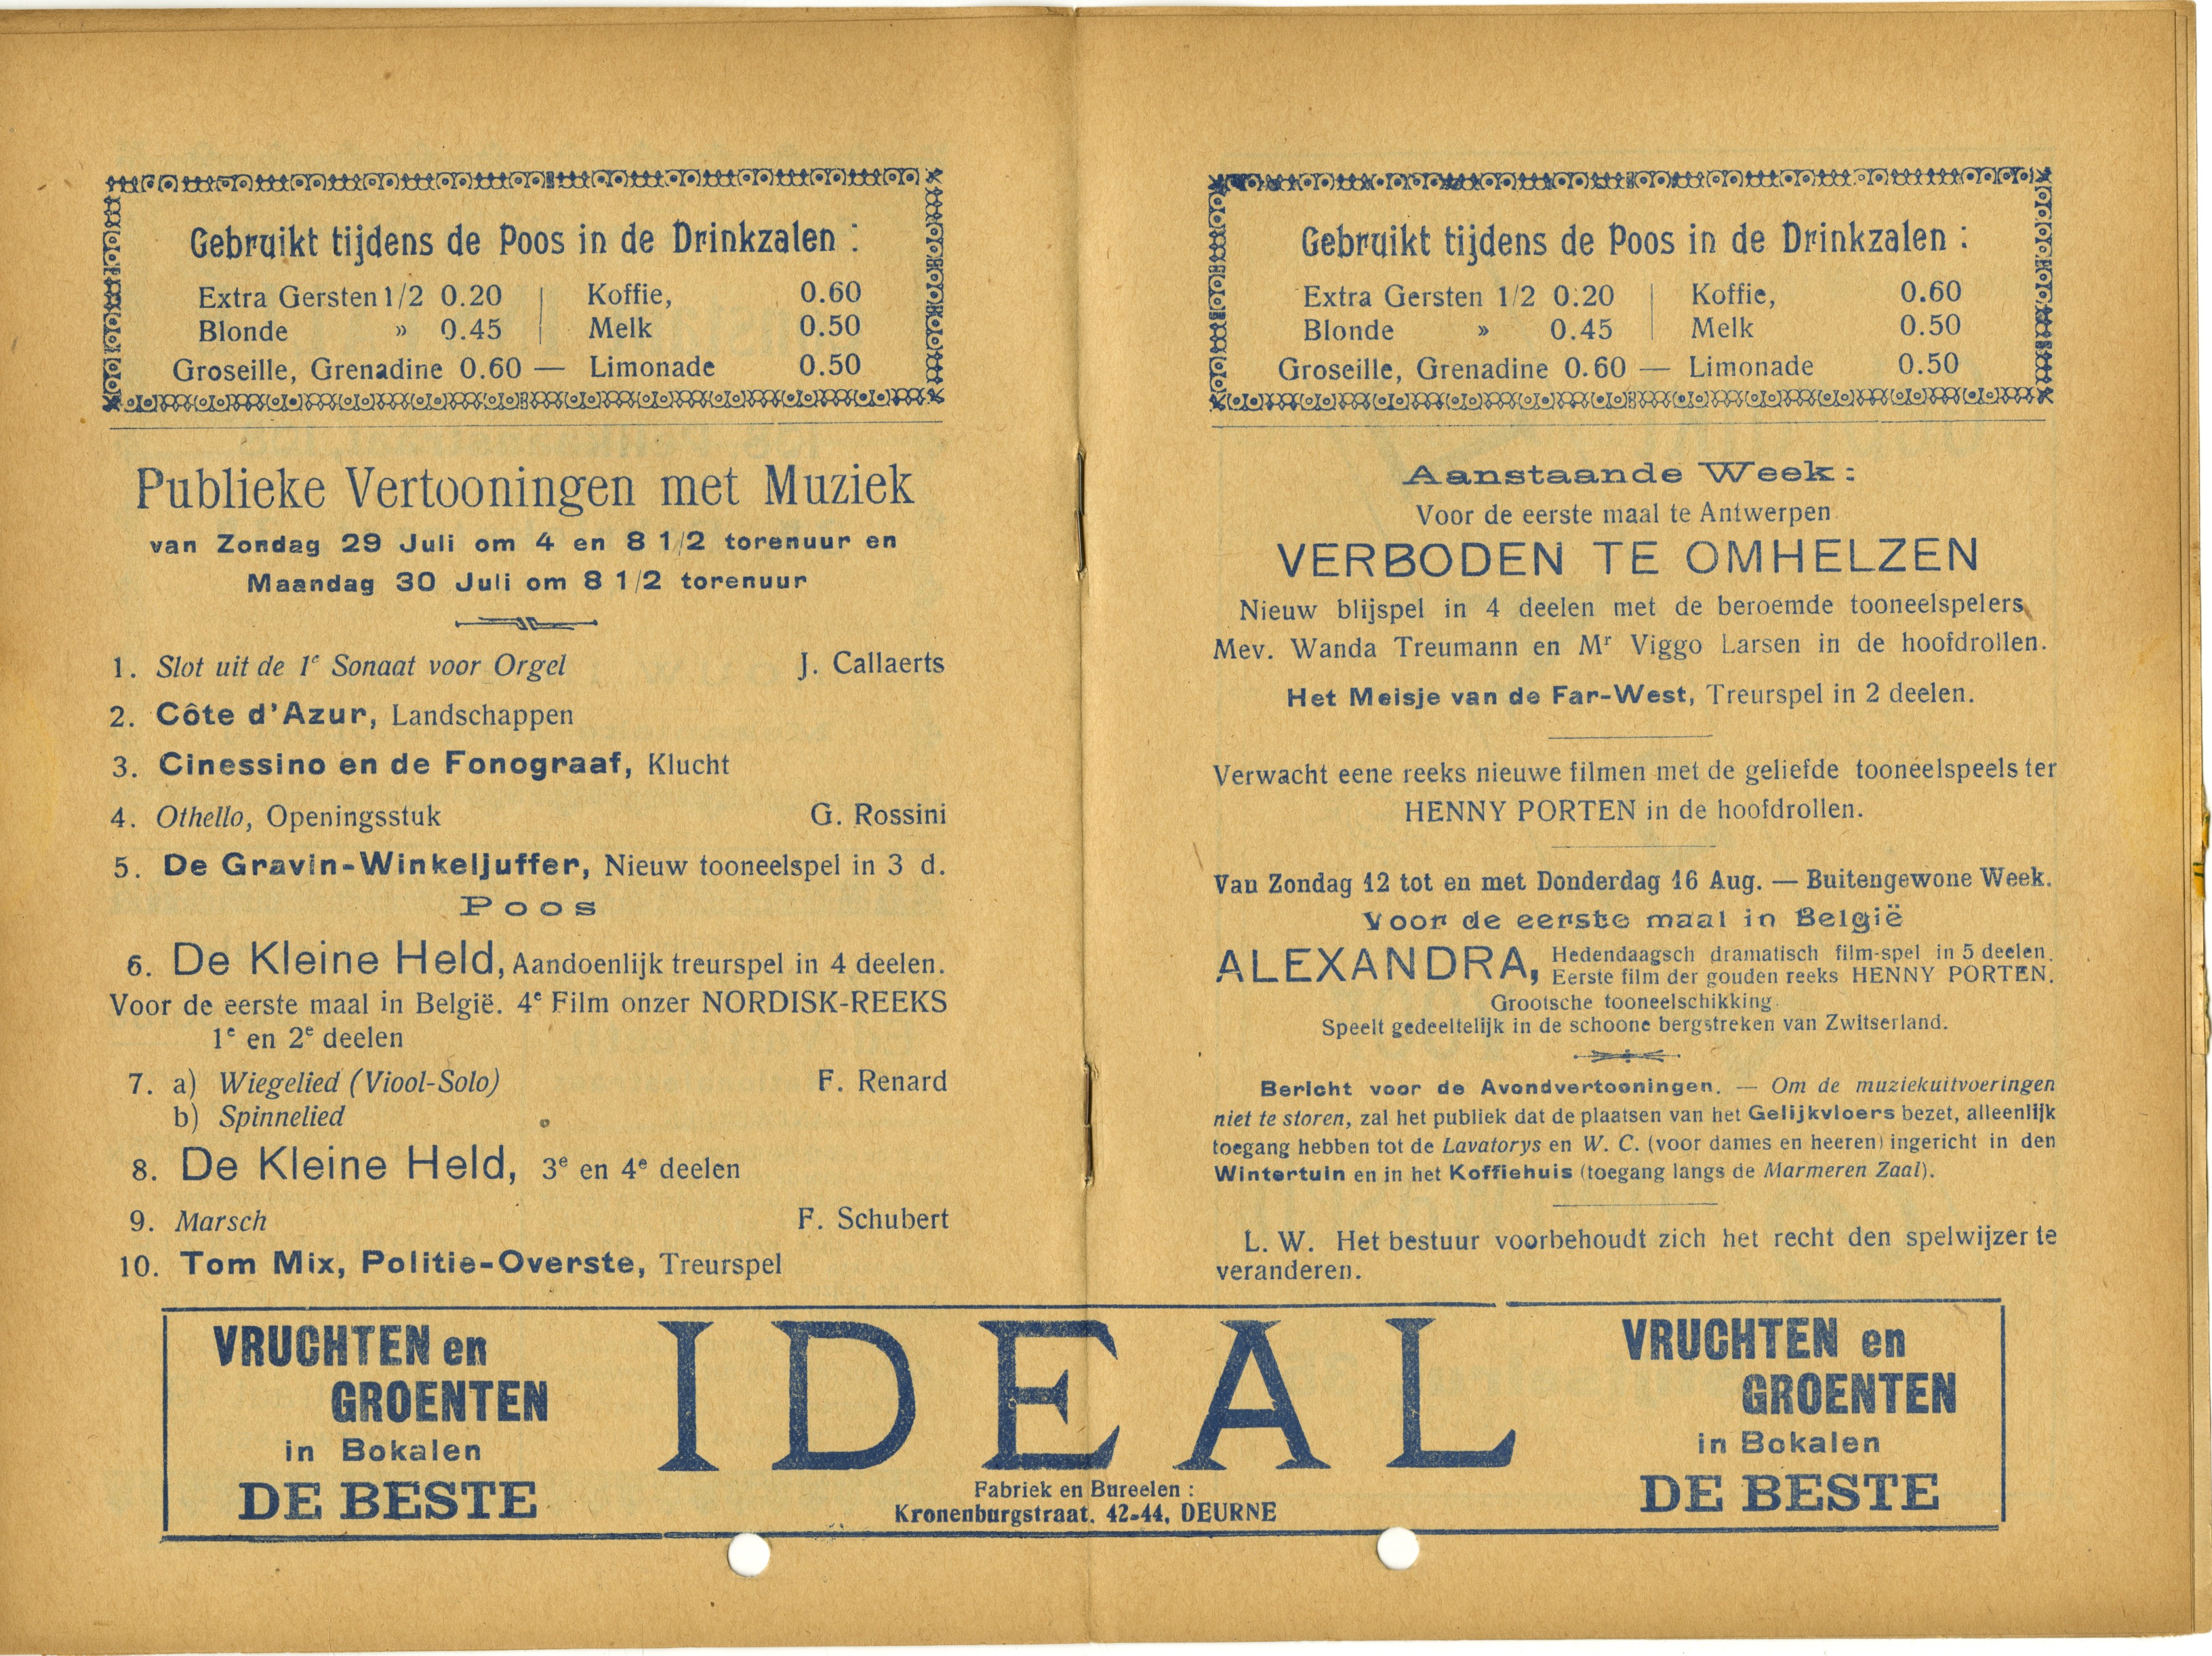 Gebruikt tijdens de Poos in de Drinkzalen :
Extra Gersten 1/2 0.20 | Koffie, 0.60
Blonde » 0.45 | Melk 0.50
Groseille, Grenadine 0.60 — Limonade 0.50
Publieke Vertooningen met Muziek
van Zondag 29 Juli om 4 en 8 1/2 torenuur en
Maandag 30 Juli om 8 1/2 torenuur
1. Slot uit de 1e Sonaat voor Orgel J. Callaerts
2. Côte d'Azur, Landschappen
3. Cinessino en de Fonograaf, Klucht
4. Othello, Openingsstuk G. Rossini
5. De Gravin-Winkeljuffer, Nieuw tooneelspel in 3 d.
Poos
6. De Kleine Held, Aandoenlijk treurspel in 4 deelen.
Voor de eerste maal in België. 4e Film onzer NORDISK-REEKS
1e en 2e deelen
7. a) Wiegelied (Viool-Solo) F. Renard
b) Spinnelied
8. De Kleine Held, 3e en 4e deelen
9. Marsch F. Schubert
10. Tom Mix, Politie-Overste, Treurspel
Gebruikt tijdens de Poos in de Drinkzalen :
Extra Gersten 1/2 0.20 | Koffie, 0.60
Blonde » 0.45 | Melk 0.50
Groseille, Grenadine 0.60 — Limonade 0.50
Aanstaande Week :
Voor de eerste maal te Antwerpen
VERBODEN TE OMHELZEN
Nieuw blijspel in 4 deelen met de beroemde tooneelspelers
Mev. Wanda Treumann en Mr Viggo Larsen in de hoofdrollen.
Het Meisje van de Far-West, Treurspel in 2 deelen.
Verwacht eene reeks nieuwe filmen met de geliefde tooneelspeelster
HENNY PORTEN in de hoofdrollen.
Van Zondag 12 tot en met Donderdag 16 Aug. — Buitengewone Week.
Voor de eerste maal in België
ALEXANDRA, Hedendaagsch dramatisch film-spel in 5 deelen.
Eerste film der gouden reeks HENNY PORTEN.
Grootsche tooneelschikking.
Speelt gedeeltelijk in de schoone bergstreken van Zwitserland.
Bericht voor de Avondvertooningen. — Om de muziekuitvoeringen
niet te storen, zal het publiek dat de plaatsen van het Gelijkvloers bezet, alleenlijk
toegang hebben tot de Lavatorys en W. C. (voor dames en heeren) ingericht in den
Wintertuin en in het Koffiehuis (toegang langs de Marmeren Zaal).
L. W. Het bestuur voorbehoudt zich het recht den spelwijzer te
veranderen.
VRUCHTEN en
GROENTEN
in Bokalen
DE BESTE
IDEAL
Fabriek en Bureelen :
Kronenburgstraat, 42-44, DEURNE
VRUCHTEN en
GROENTEN
in Bokalen
DE BESTE